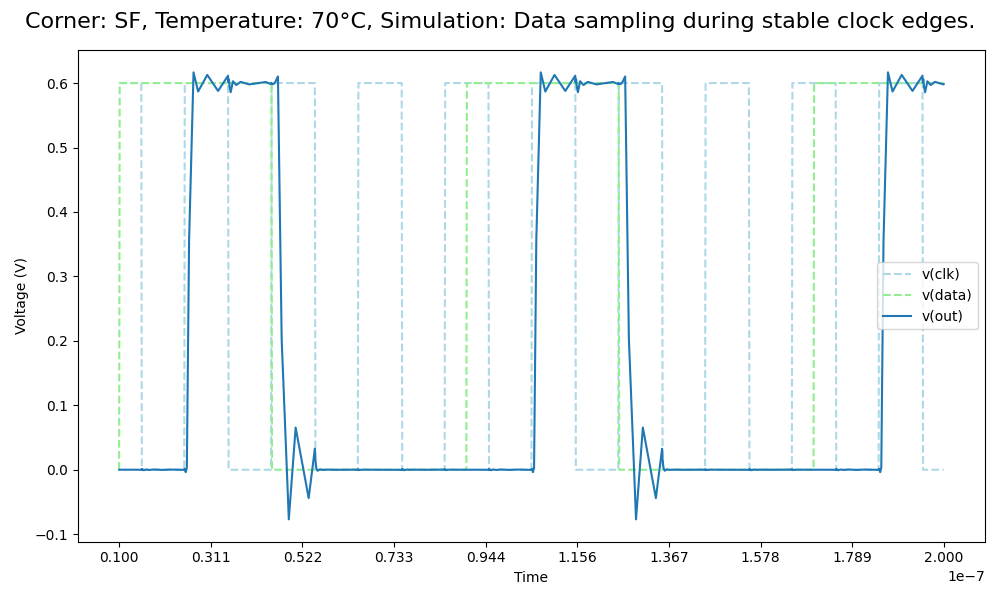 Corner: SF, Temperature: 70°C, Simulation: Data sampling during stable clock edges.
Voltage (V)
0.6
0.5
0.4
0.3
0.2
0.1
0.0
−0.1
v(clk)
v(data)
v(out)
0.100 0.311 0.522 0.733 0.944 1.156 1.367 1.578 1.789 2.000
Time
1e−7